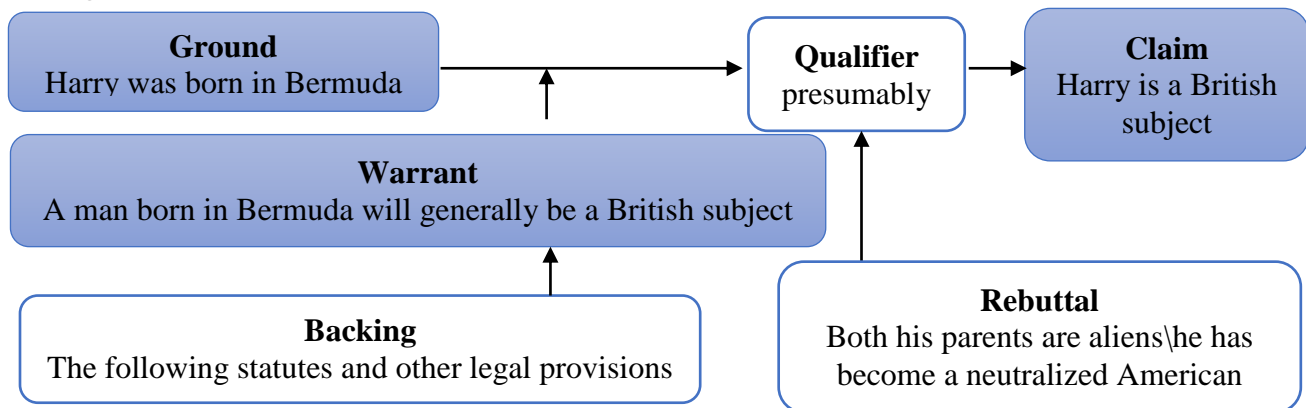 Ground
Harry was born in Bermuda
Qualifier
presumably
Claim
Harry is a British
subject
Warrant
A man born in Bermuda will generally be a British subject
Backing
The following statutes and other legal provisions
Rebuttal
Both his parents are aliens\he has
become a neutralized American